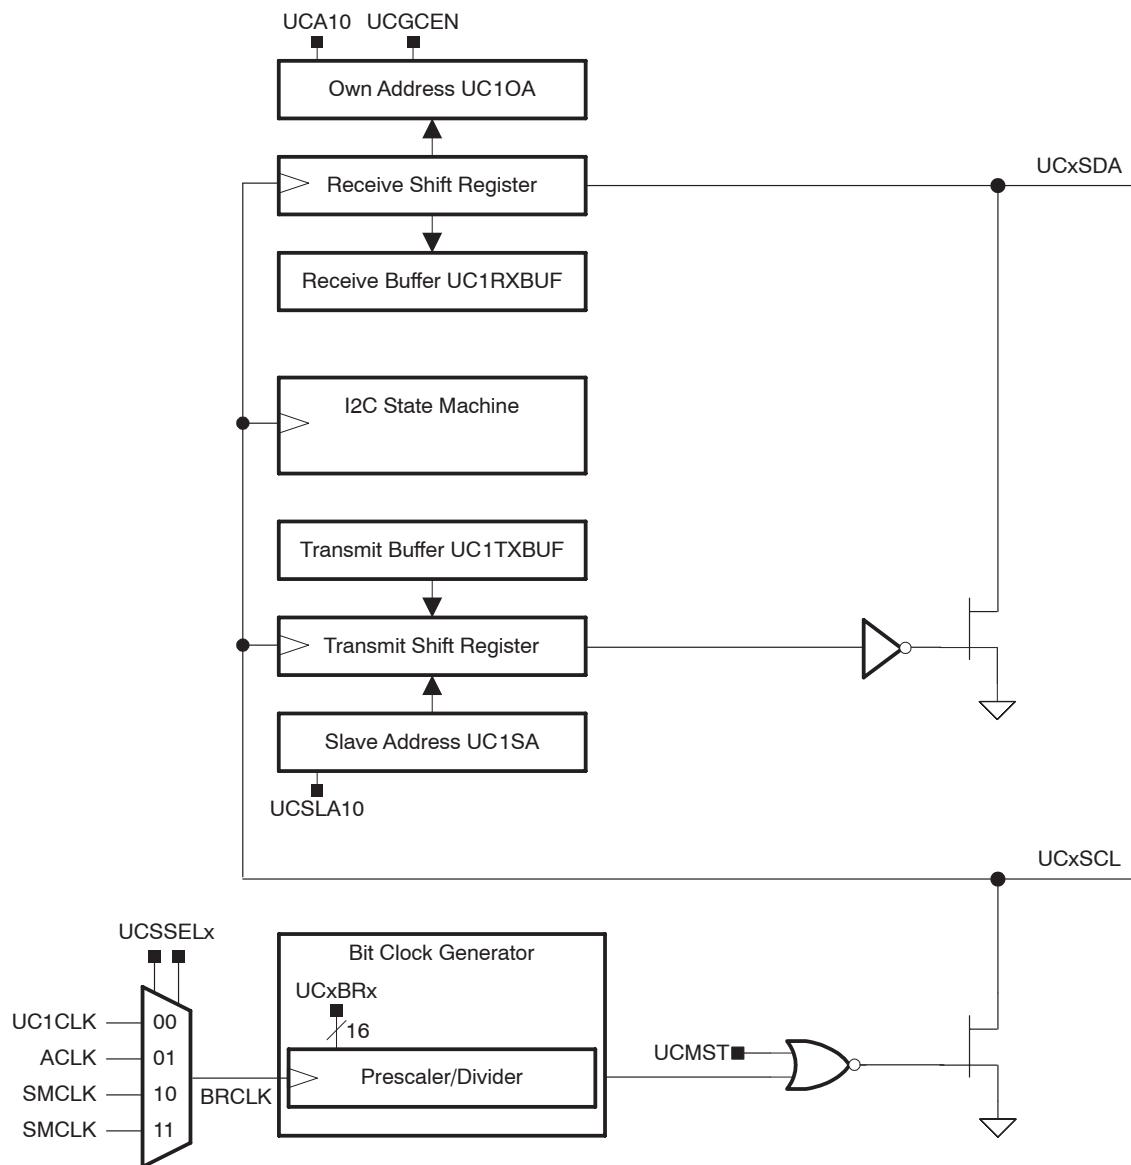 UCA10 UCGCEN
Own Address UC1OA
Receive Shift Register
UCxSDA
Receive Buffer UC1RXBUF
I2C State Machine
Transmit Buffer UC1TXBUF
Transmit Shift Register
Slave Address UC1SA
UCSLA10
UCxSCL
UCSSELx
Bit Clock Generator
UCxBRx
16
UC1CLK 00
ACLK 01
SMCLK 10
SMCLK 11
BRCLK
Prescaler/Divider
UCMST